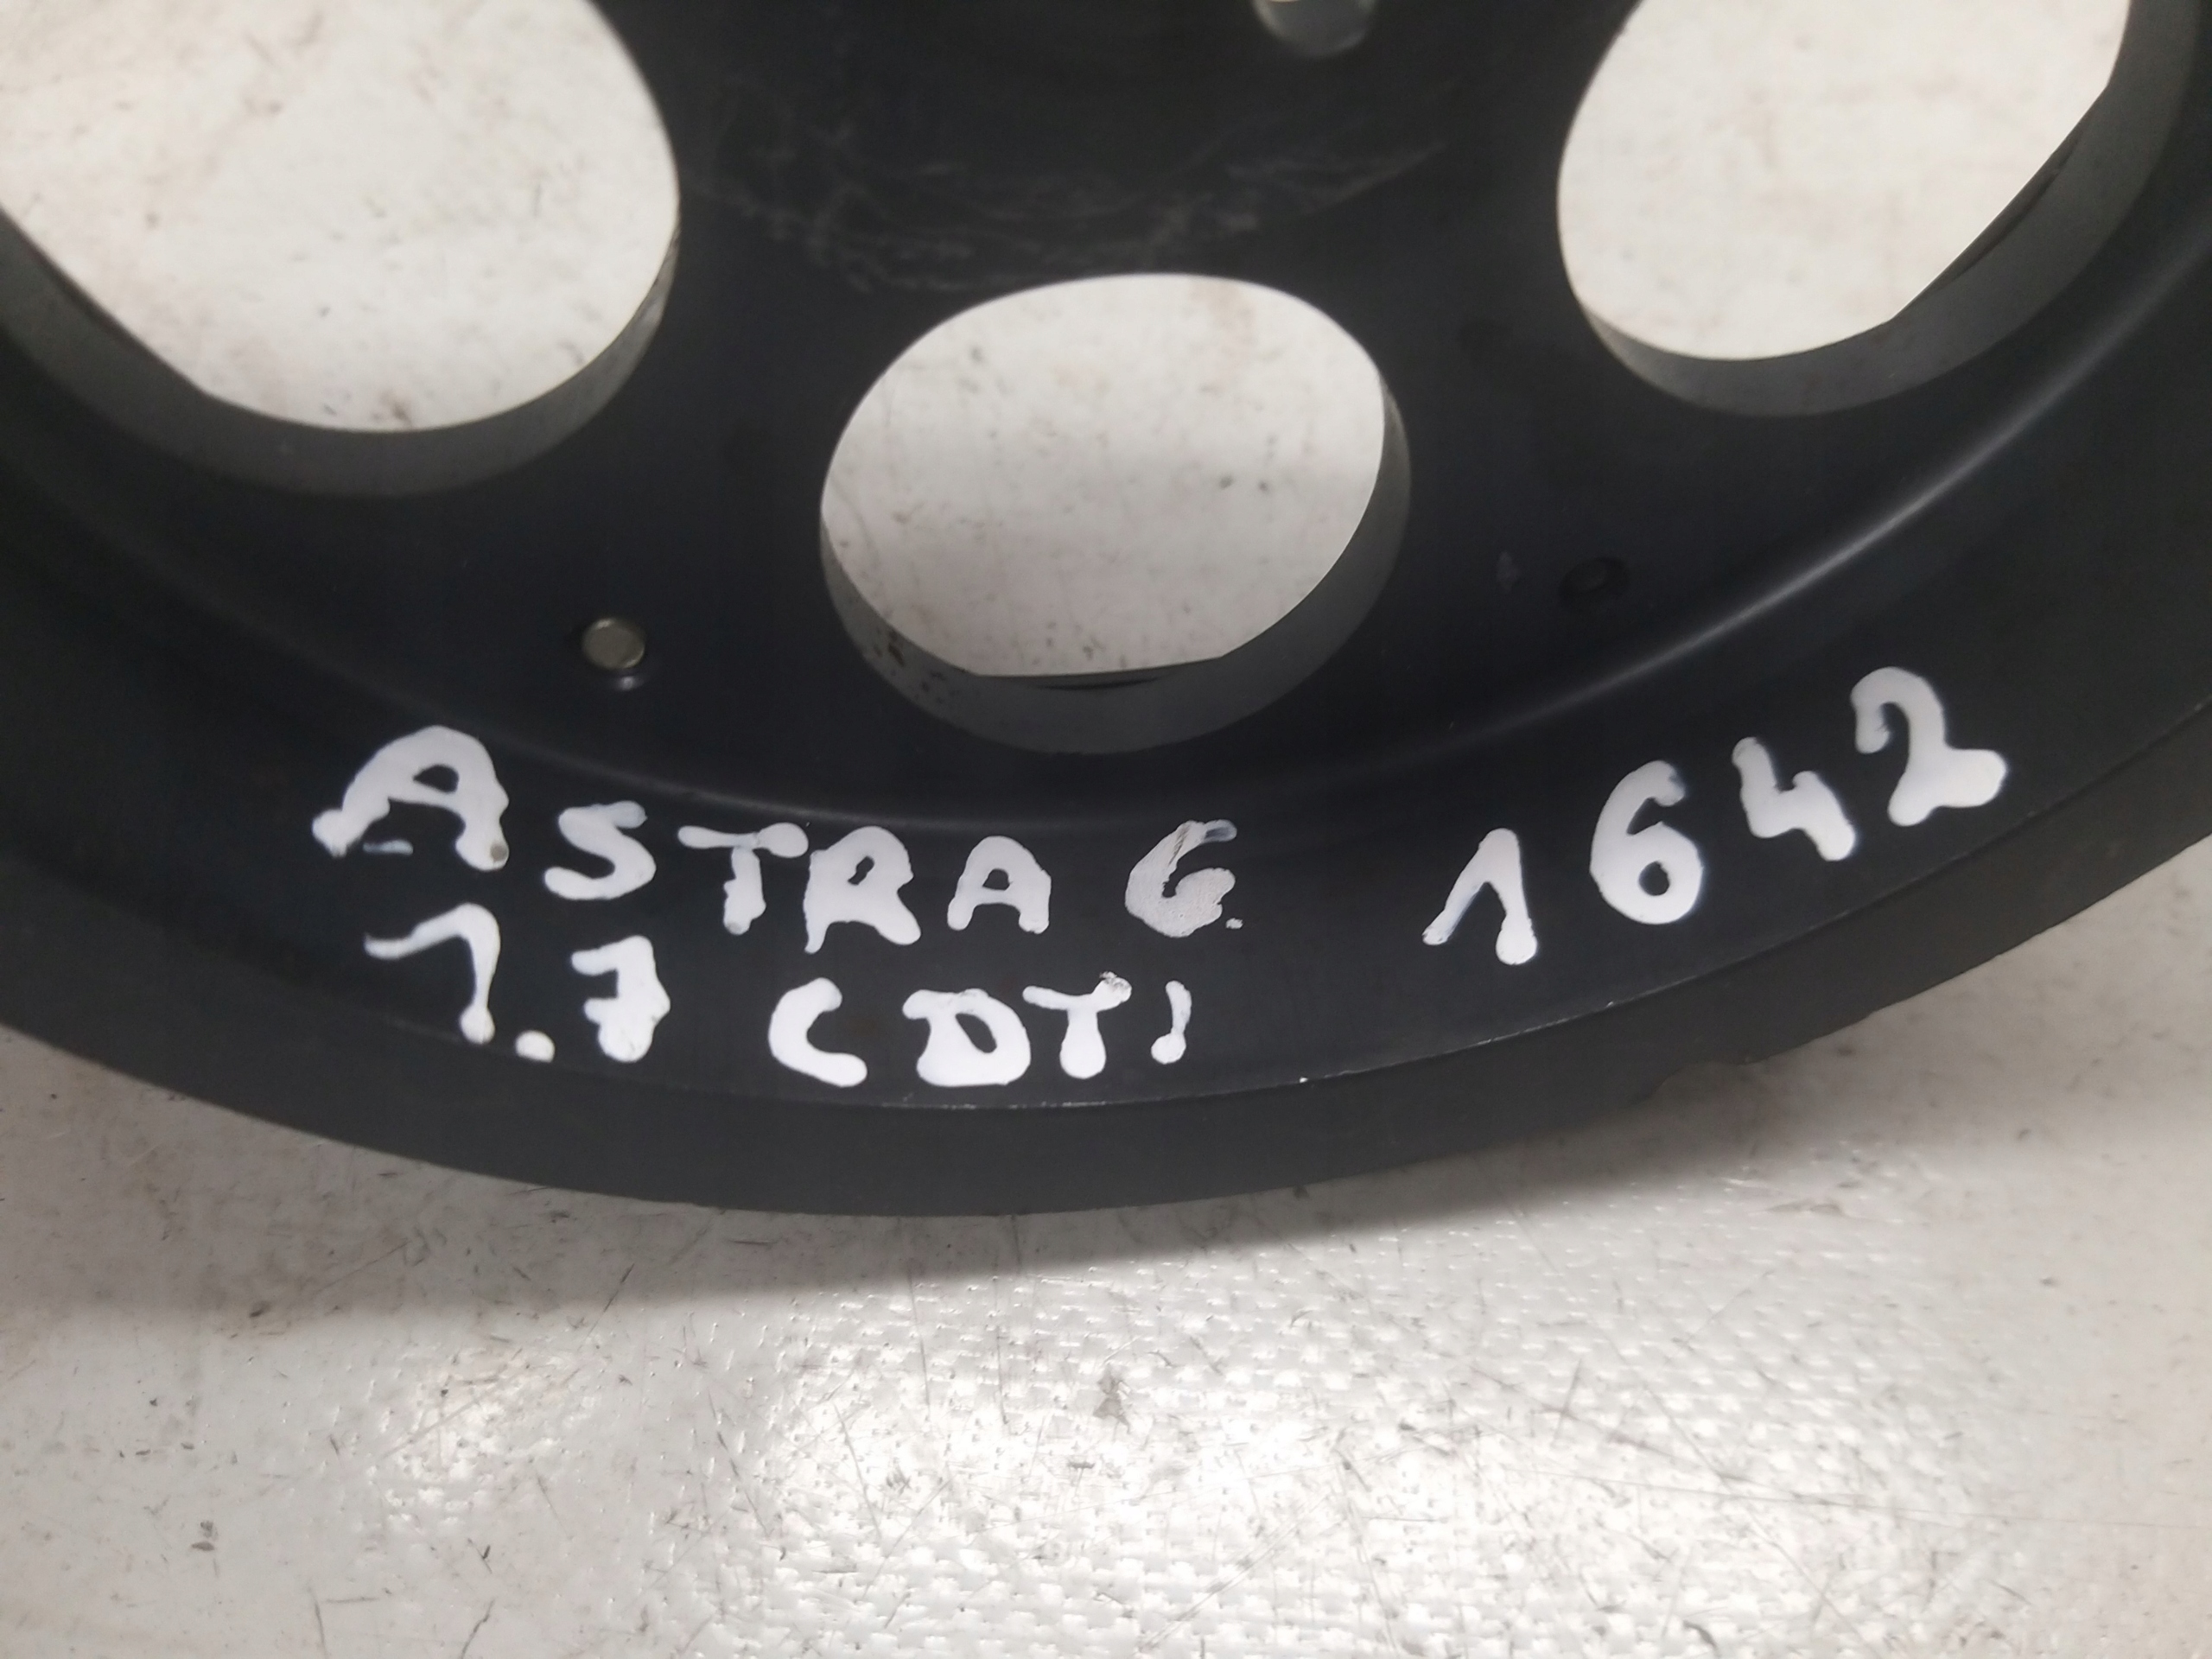 ASTRA G 1642
1.7 CDTI